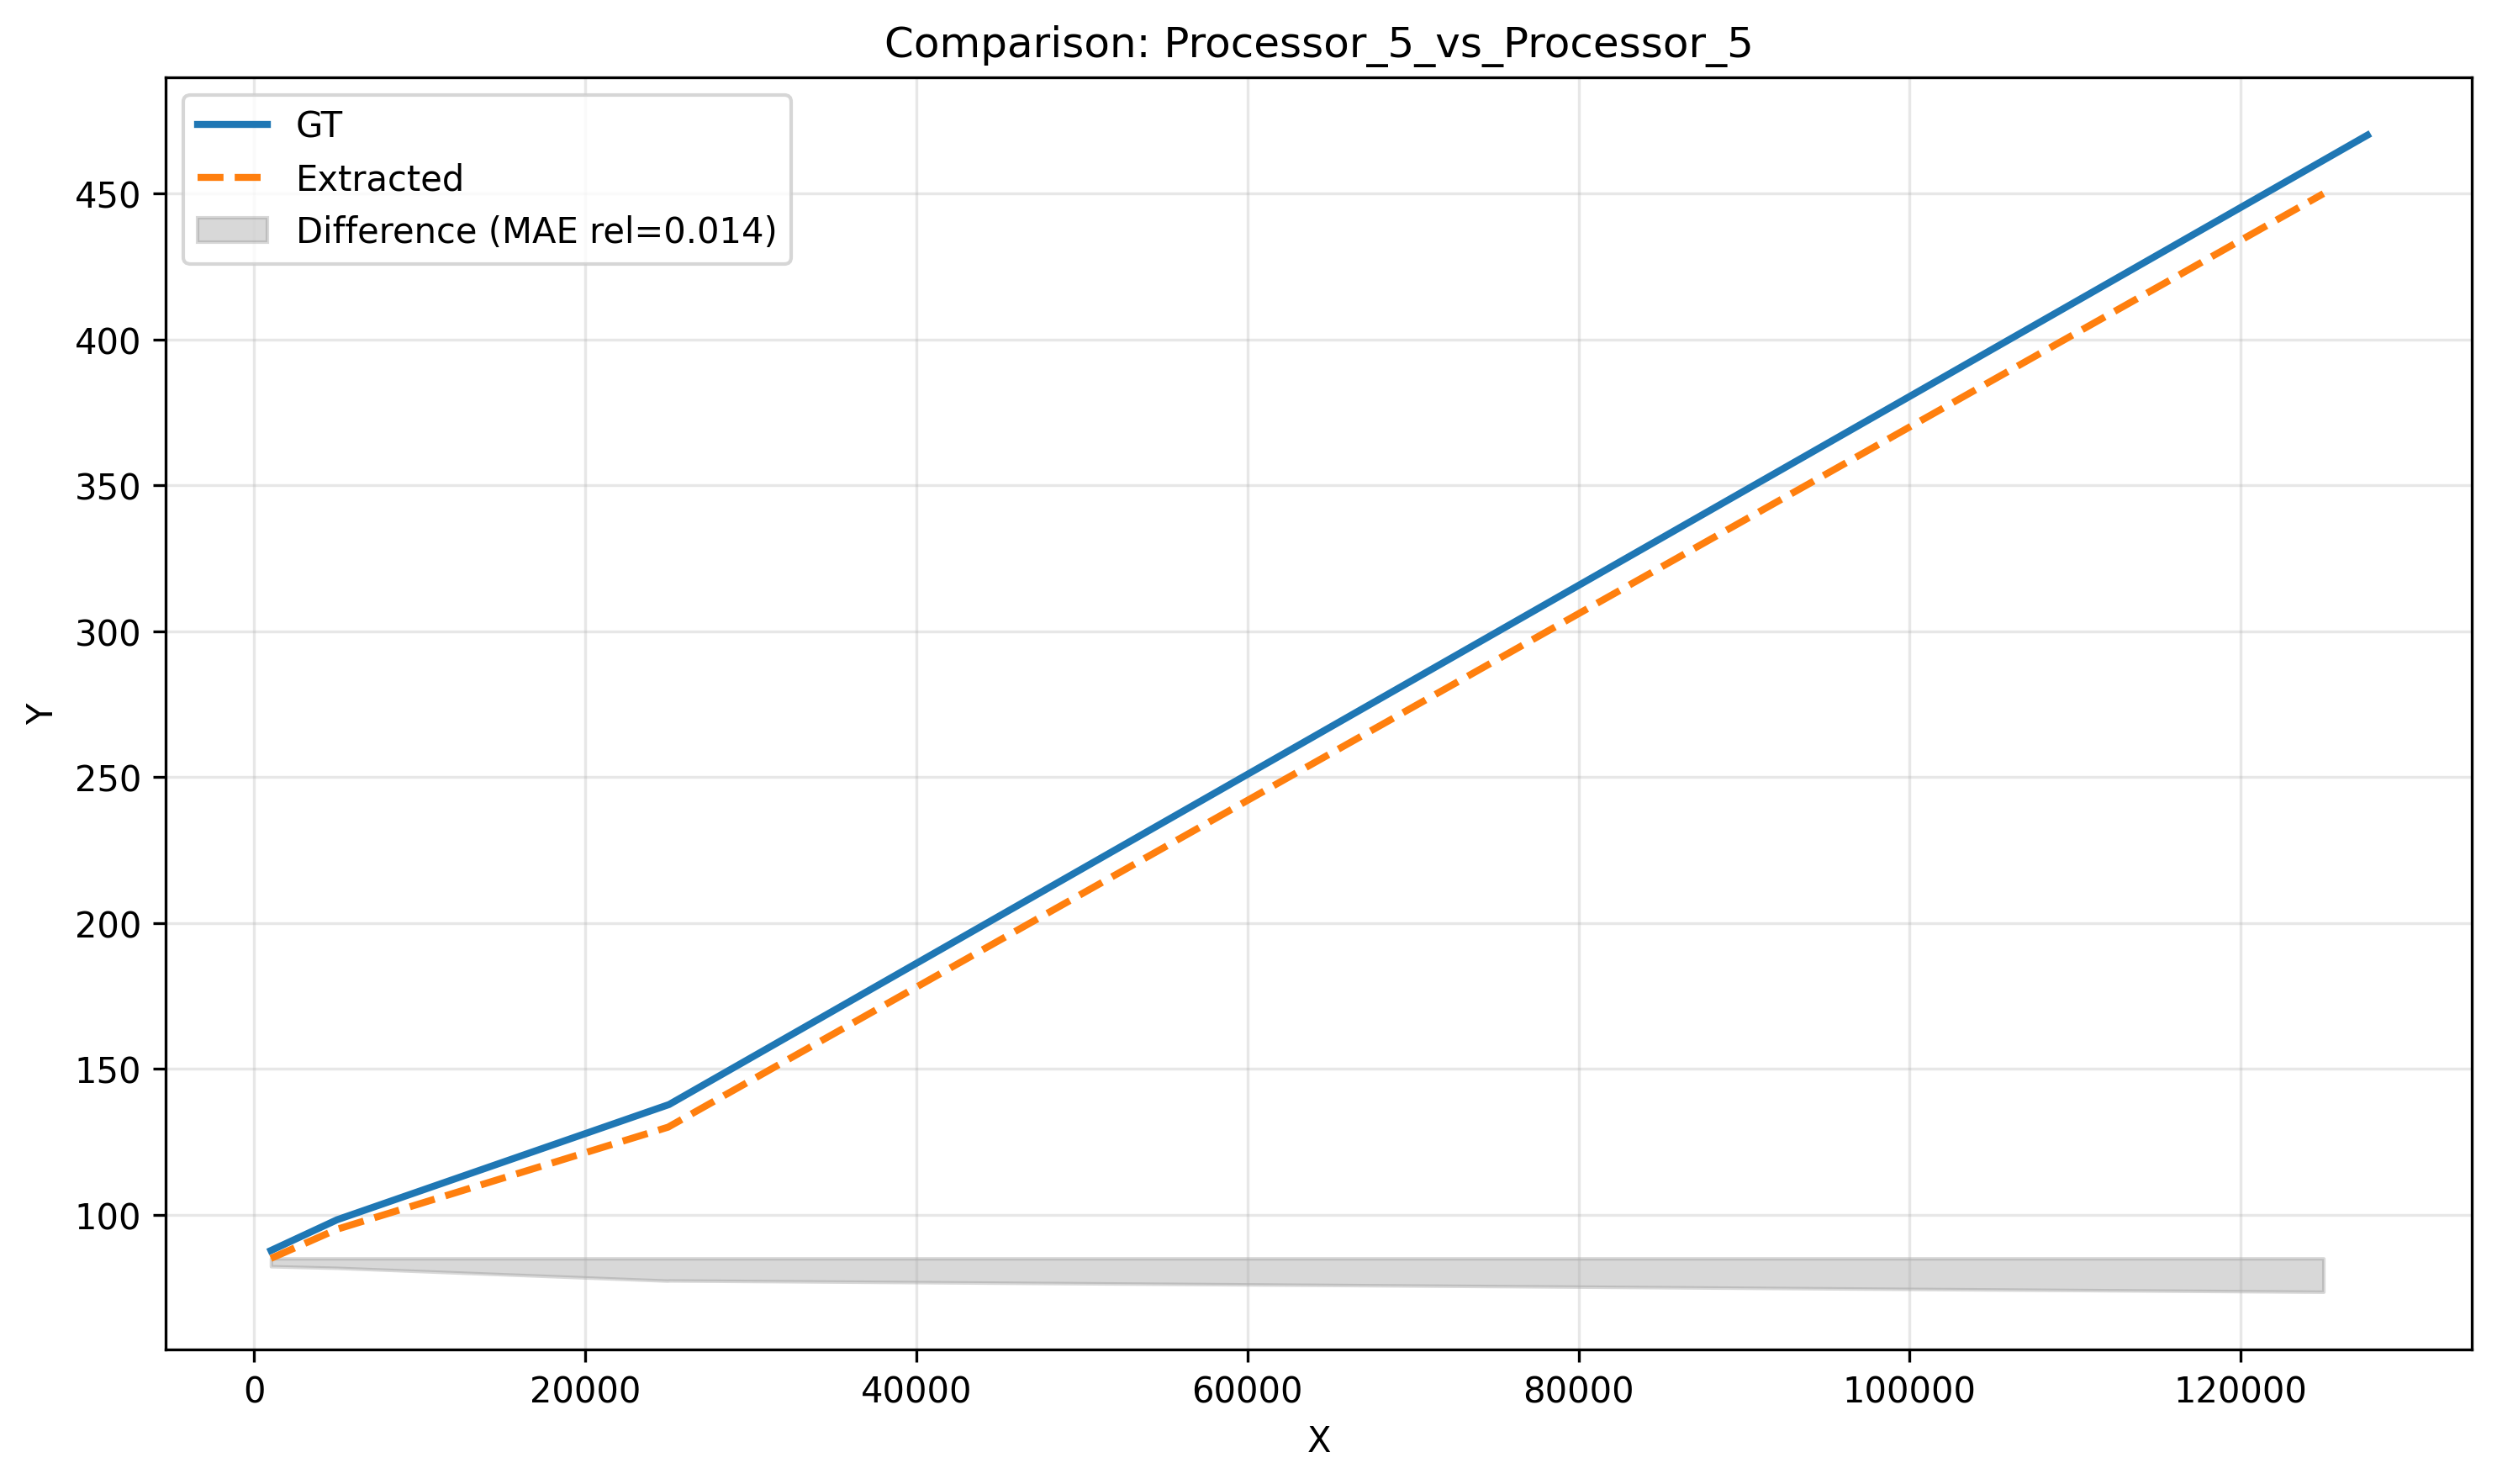 Comparison: Processor_5_vs_Processor_5
GT
Extracted
Difference (MAE rel=0.014)
450
400
350
300
250
200
150
100
Y
0 20000 40000 60000 80000 100000 120000
X